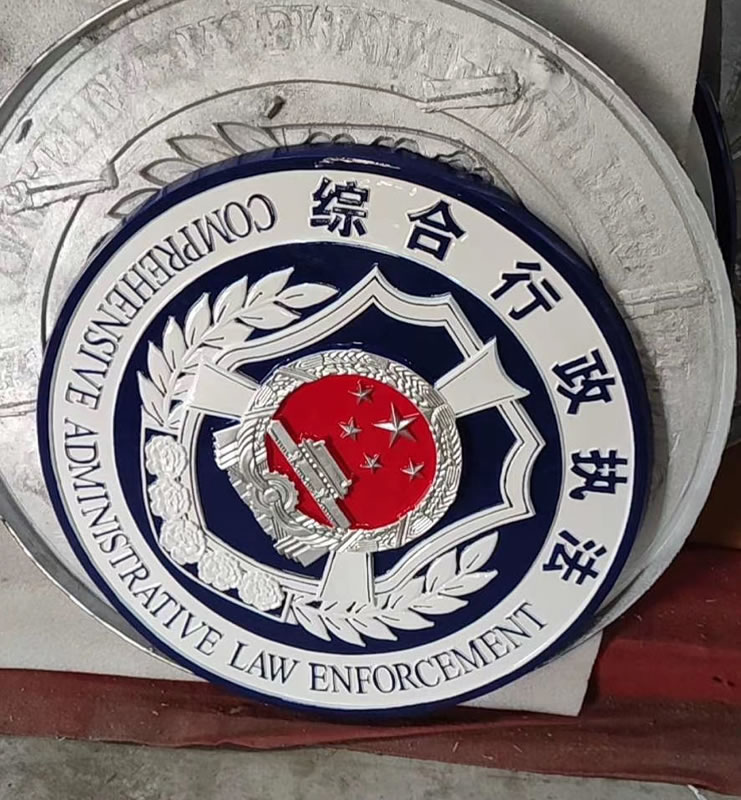 综合行政执法
COMPREHENSIVE ADMINISTRATIVE LAW ENFORCEMENT